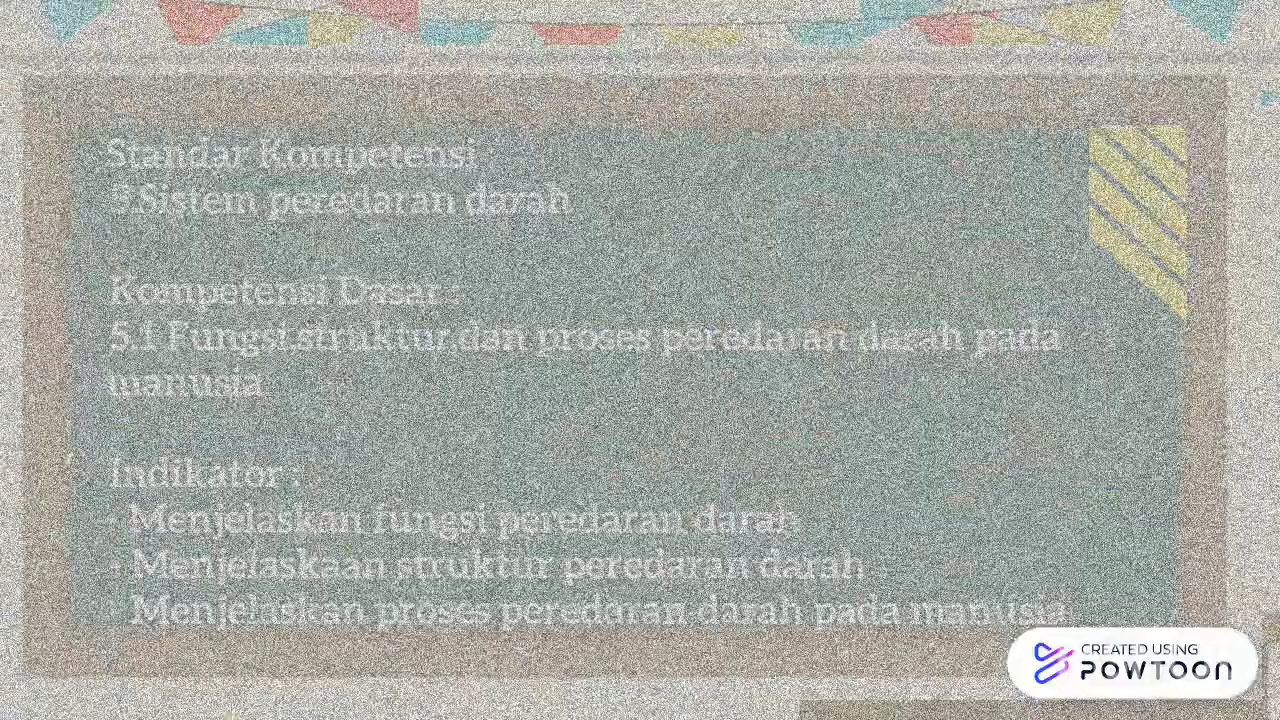 Standar Kompetensi :
5.Sistem peredaran darah
Kompetensi Dasar :
5.1 Fungsi,struktur,dan proses peredaran darah pada
manusia
Indikator :
- Menjelaskan fungsi peredaran darah
- Menjelaskaan struktur peredaran darah
- Menjelaskan proses peredaran darah pada manusia
CREATED USING
POWTOON